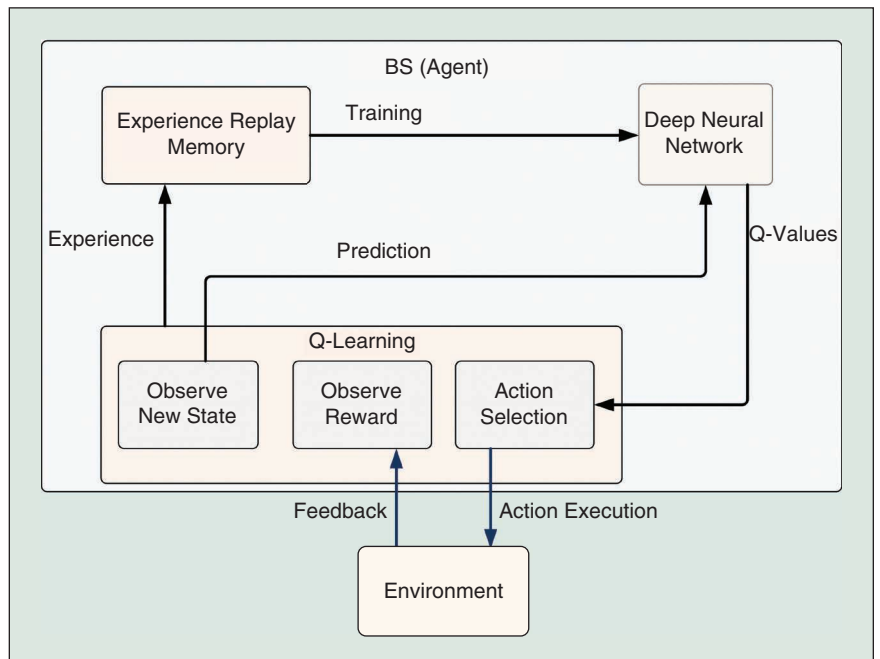 BS (Agent)
Experience Replay
Memory
Training
Deep Neural
Network
Experience
Prediction
Q-Values
Q-Learning
Observe
New State
Observe
Reward
Action
Selection
Feedback
Action Execution
Environment